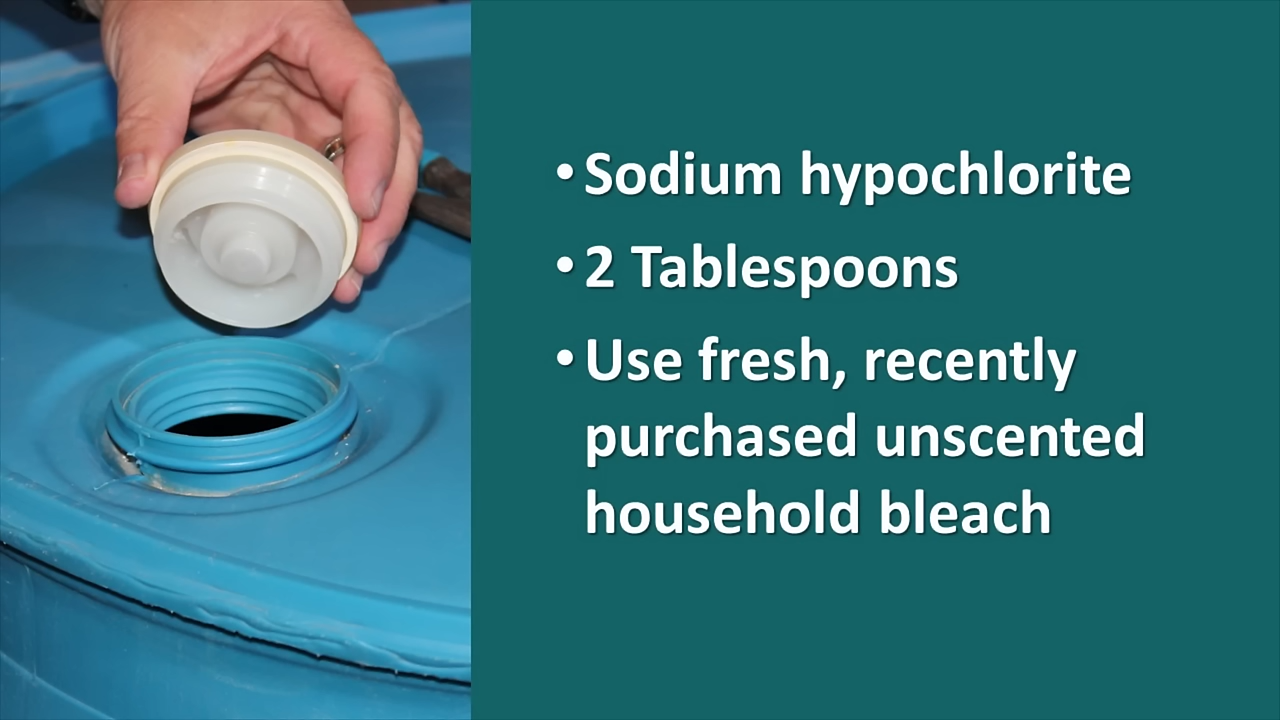 • Sodium hypochlorite
• 2 Tablespoons
• Use fresh, recently
purchased unscented
household bleach